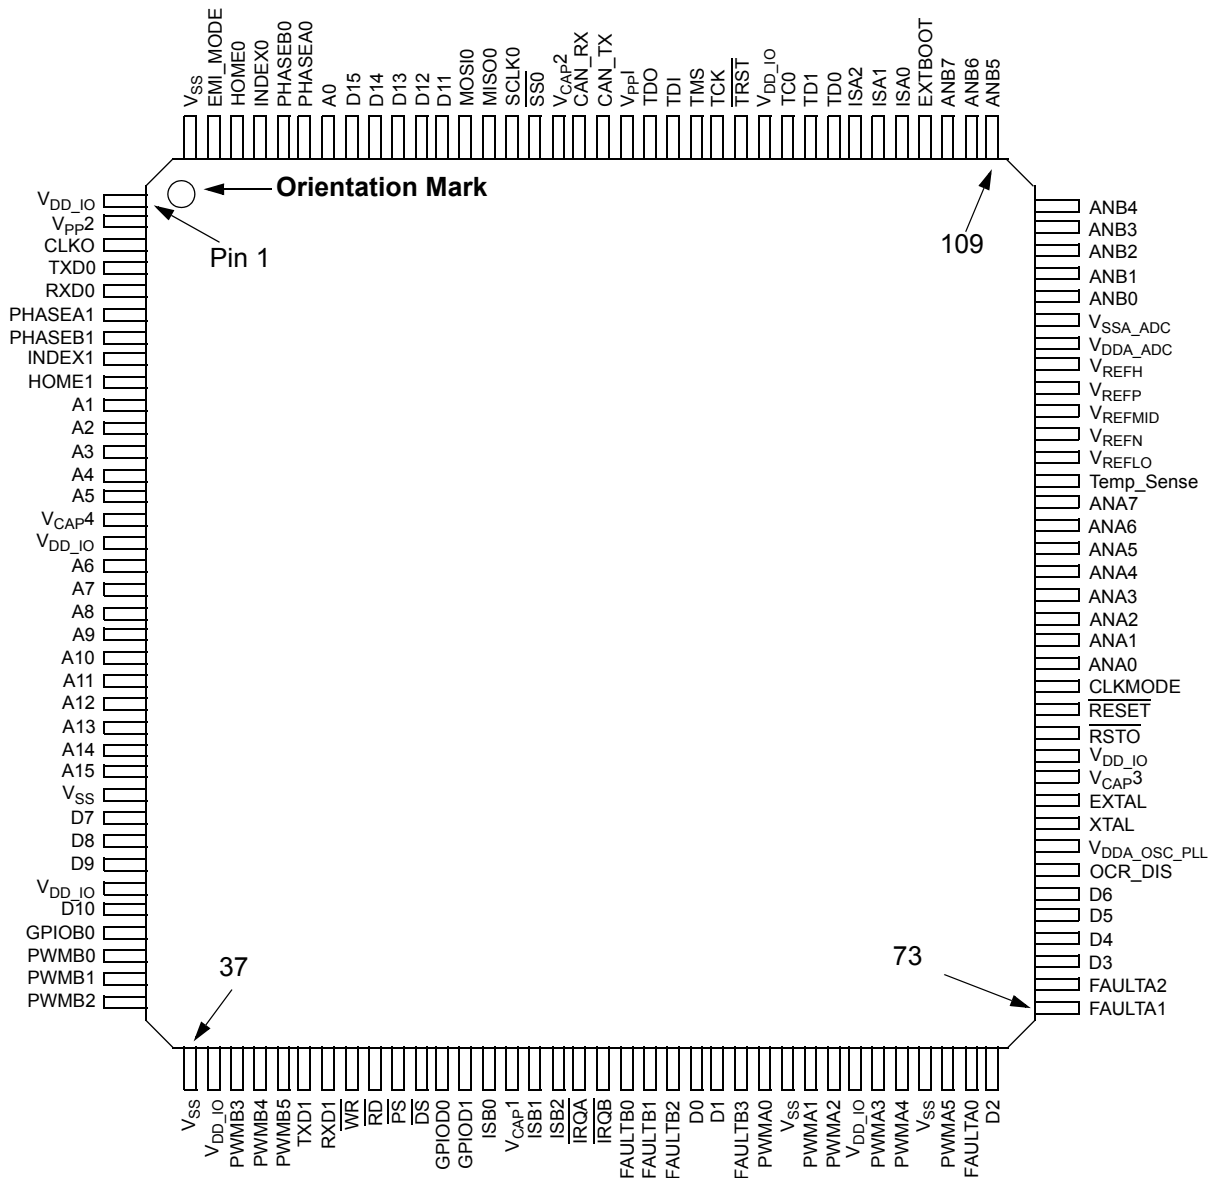 VSS
EMI_MODE
HOME0
INDEX0
PHASEB0
PHASEA0
A0
D15
D14
D13
D12
D11
MOSI0
MISO0
SCLK0
SS0
VCAP2
CAN_RX
CAN_TX
VPP1
TDO
TDI
TMS
TCK
TRST
VDD_IO
TC0
TD1
TD0
ISA2
ISA1
ISA0
EXTBOOT
ANB7
ANB6
ANB5
Orientation Mark
Pin 1
109
VDD_IO
VPP2
CLKO
TXD0
RXD0
PHASEA1
PHASEB1
INDEX1
HOME1
A1
A2
A3
A4
A5
VCAP4
VDD_IO
A6
A7
A8
A9
A10
A11
A12
A13
A14
A15
VSS
D7
D8
D9
VDD_IO
D10
GPIOB0
PWMB0
PWMB1
PWMB2
ANB4
ANB3
ANB2
ANB1
ANB0
VSSA_ADC
VDDA_ADC
VREFH
VREFP
VREFMID
VREFN
VREFLO
Temp_Sense
ANA7
ANA6
ANA5
ANA4
ANA3
ANA2
ANA1
ANA0
CLKMODE
RESET
RSTO
VDD_IO
VCAP3
EXTAL
XTAL
VDDA_OSC_PLL
OCR_DIS
D6
D5
D4
D3
FAULTA2
FAULTA1
37
73
VSS
VDD_IO
PWMB3
PWMB4
PWMB5
TXD1
RXD1
WR
RD
PS
DS
GPIOD0
GPIOD1
ISB0
VCAP1
ISB1
ISB2
IRQA
IRQB
FAULTB0
FAULTB1
FAULTB2
D0
D1
FAULTB3
PWMA0
VSS
PWMA1
PWMA2
VDD_IO
PWMA3
PWMA4
VSS
PWMA5
FAULTA0
D2